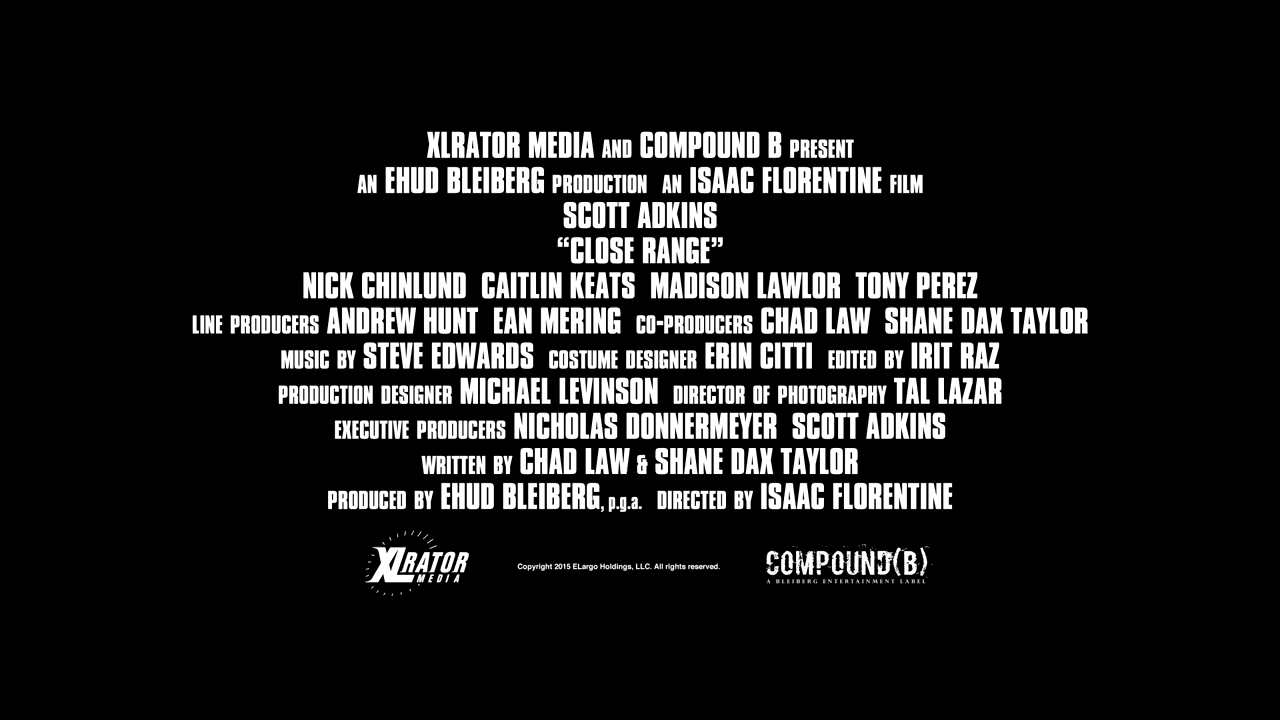 XLRATOR MEDIA AND COMPOUND B PRESENT
AN EHUD BLEIBERG PRODUCTION AN ISAAC FLORENTINE FILM
SCOTT ADKINS
“CLOSE RANGE”
NICK CHINLUND CAITLIN KEATS MADISON LAWLOR TONY PEREZ
LINE PRODUCERS ANDREW HUNT EAN MERING CO-PRODUCERS CHAD LAW SHANE DAX TAYLOR
MUSIC BY STEVE EDWARDS COSTUME DESIGNER ERIN CITTI EDITED BY IRIT RAZ
PRODUCTION DESIGNER MICHAEL LEVINSON DIRECTOR OF PHOTOGRAPHY TAL LAZAR
EXECUTIVE PRODUCERS NICHOLAS DONNERMEYER SCOTT ADKINS
WRITTEN BY CHAD LAW & SHANE DAX TAYLOR
PRODUCED BY EHUD BLEIBERG, p.g.a. DIRECTED BY ISAAC FLORENTINE
XLRATOR
MEDIA
Copyright 2015 ELargo Holdings, LLC. All rights reserved.
COMPOUND(B)
A BLEIBERG ENTERTAINMENT LABEL